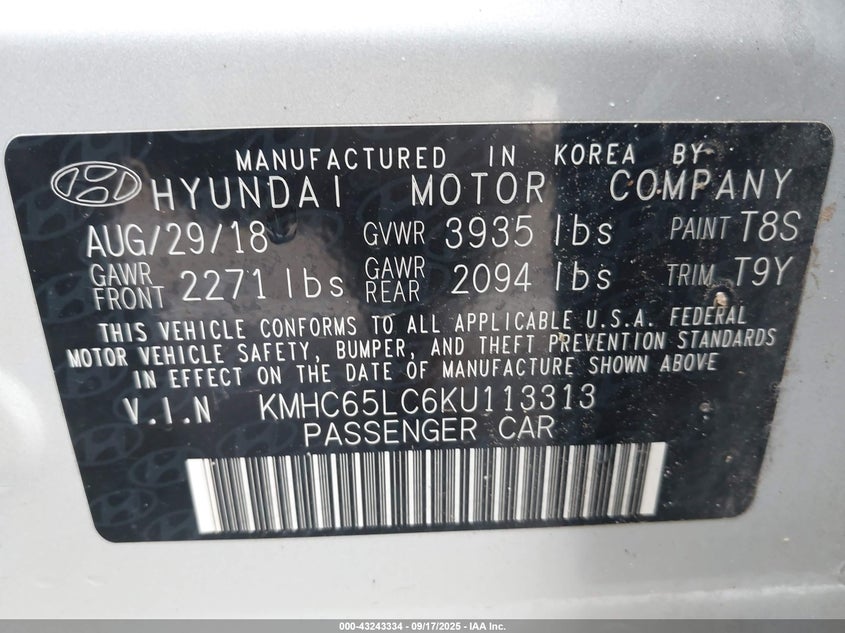 MANUFACTURED IN KOREA BY
HYUNDAI MOTOR COMPANY
AUG/29/18 GVWR 3935 lbs PAINT T8S
GAWR FRONT 2271 lbs GAWR REAR 2094 lbs TRIM T9Y
THIS VEHICLE CONFORMS TO ALL APPLICABLE U.S.A. FEDERAL
MOTOR VEHICLE SAFETY, BUMPER, AND THEFT PREVENTION STANDARDS
IN EFFECT ON THE DATE OF MANUFACTURE SHOWN ABOVE
V.I.N KMHC65LC6KU113313
PASSENGER CAR
000-43243334 - 09/17/2025 - IAA Inc.